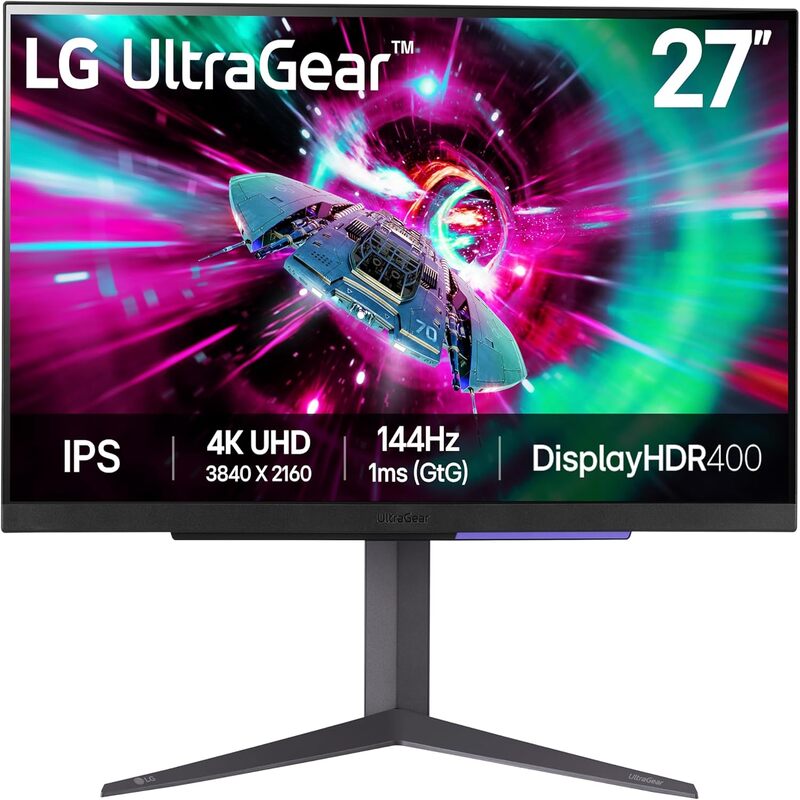 LG UltraGear™
27"
70
IPS
4K UHD
3840 X 2160
144Hz
1ms (GtG)
DisplayHDR400
UltraGear
LG
UltraGear